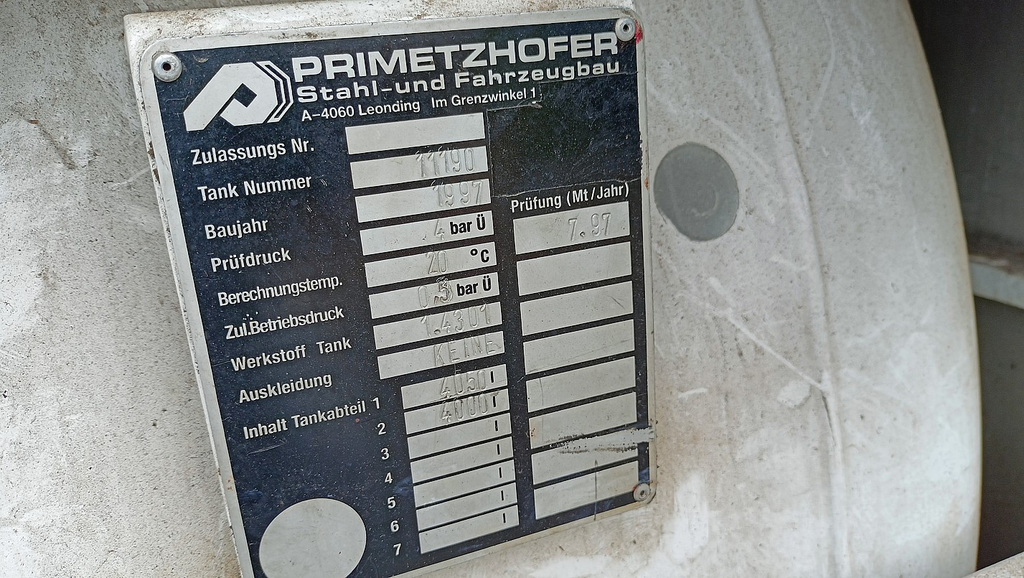 PRIMETZHOFER
Stahl-und Fahrzeugbau
A-4060 Leonding Im Grenzwinkel 1
Zulassungs Nr.
Tank Nummer 11190
Baujahr 1997
Prüfdruck 4 bar Ü
Berechnungstemp. 20 °C
Zul.Betriebsdruck 0.5 bar Ü
Werkstoff Tank 1.4301
Auskleidung KEINE
Inhalt Tankabteil 1 4050 l
2 4000 l
3 l
4 l
5 l
6 l
7 l
Prüfung (Mt/Jahr)
7.97